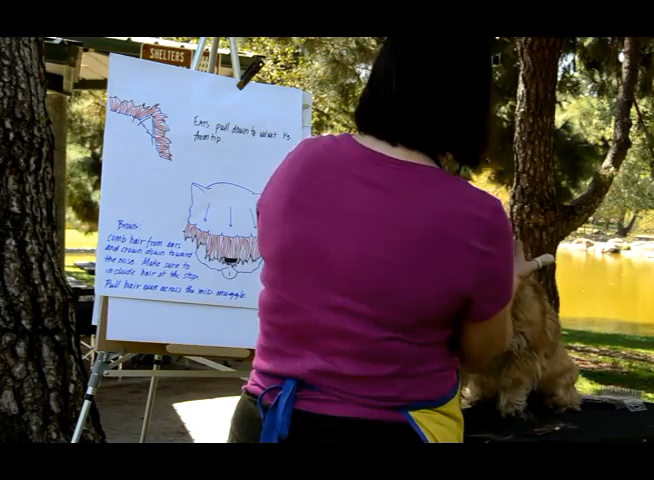 SHELTERS
Ears pull down to velvet ⅓
from tip
Brows:
comb hair from ears
and crown down toward
the nose. Make sure to
include hair at the stop.
Pull hair even across the mid-muzzle